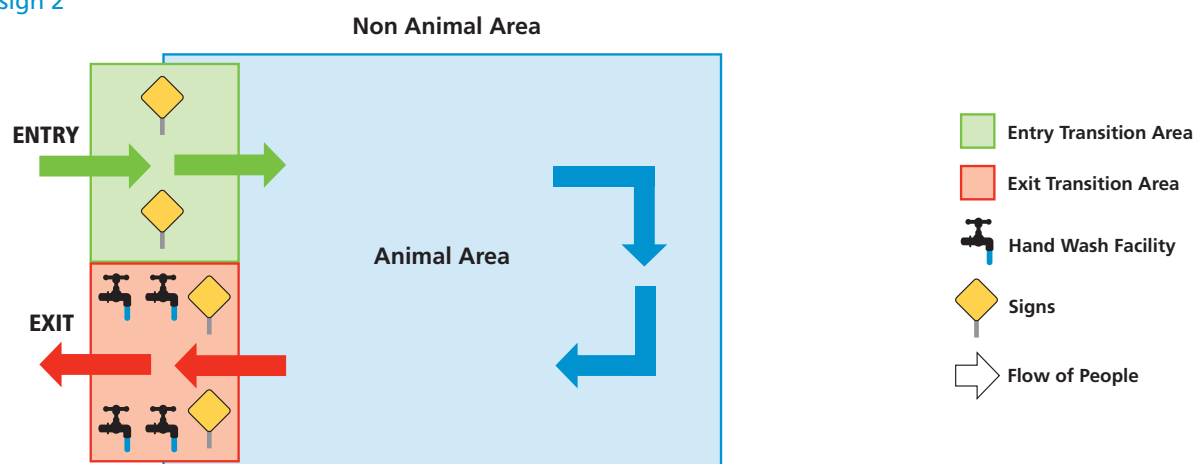 Non Animal Area
ENTRY
Animal Area
EXIT
Entry Transition Area
Exit Transition Area
Hand Wash Facility
Signs
Flow of People